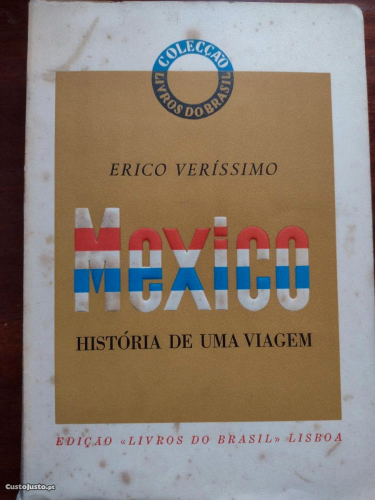 COLECÇÃO
LIVROS DO BRASIL
ERICO VERÍSSIMO
Mexico
HISTÓRIA DE UMA VIAGEM
EDIÇÃO «LIVROS DO BRASIL» LISBOA
CustoJusto.pt